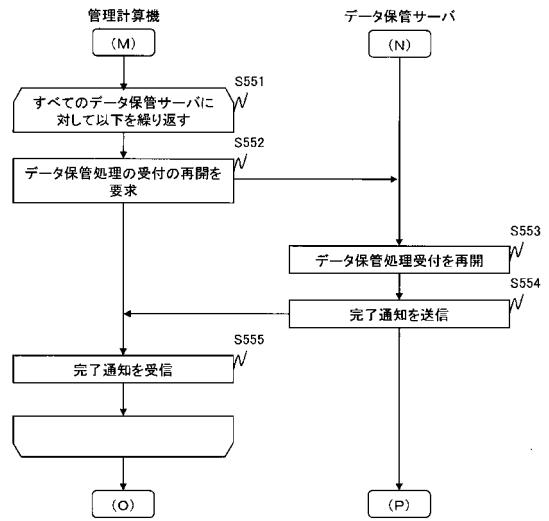 管理計算機
データ保管サーバ
(M)
(N)
S551
すべてのデータ保管サーバに
対して以下を繰り返す
S552
データ保管処理の受付の再開を
要求
S553
データ保管処理受付を再開
S554
完了通知を送信
S555
完了通知を受信
(O)
(P)